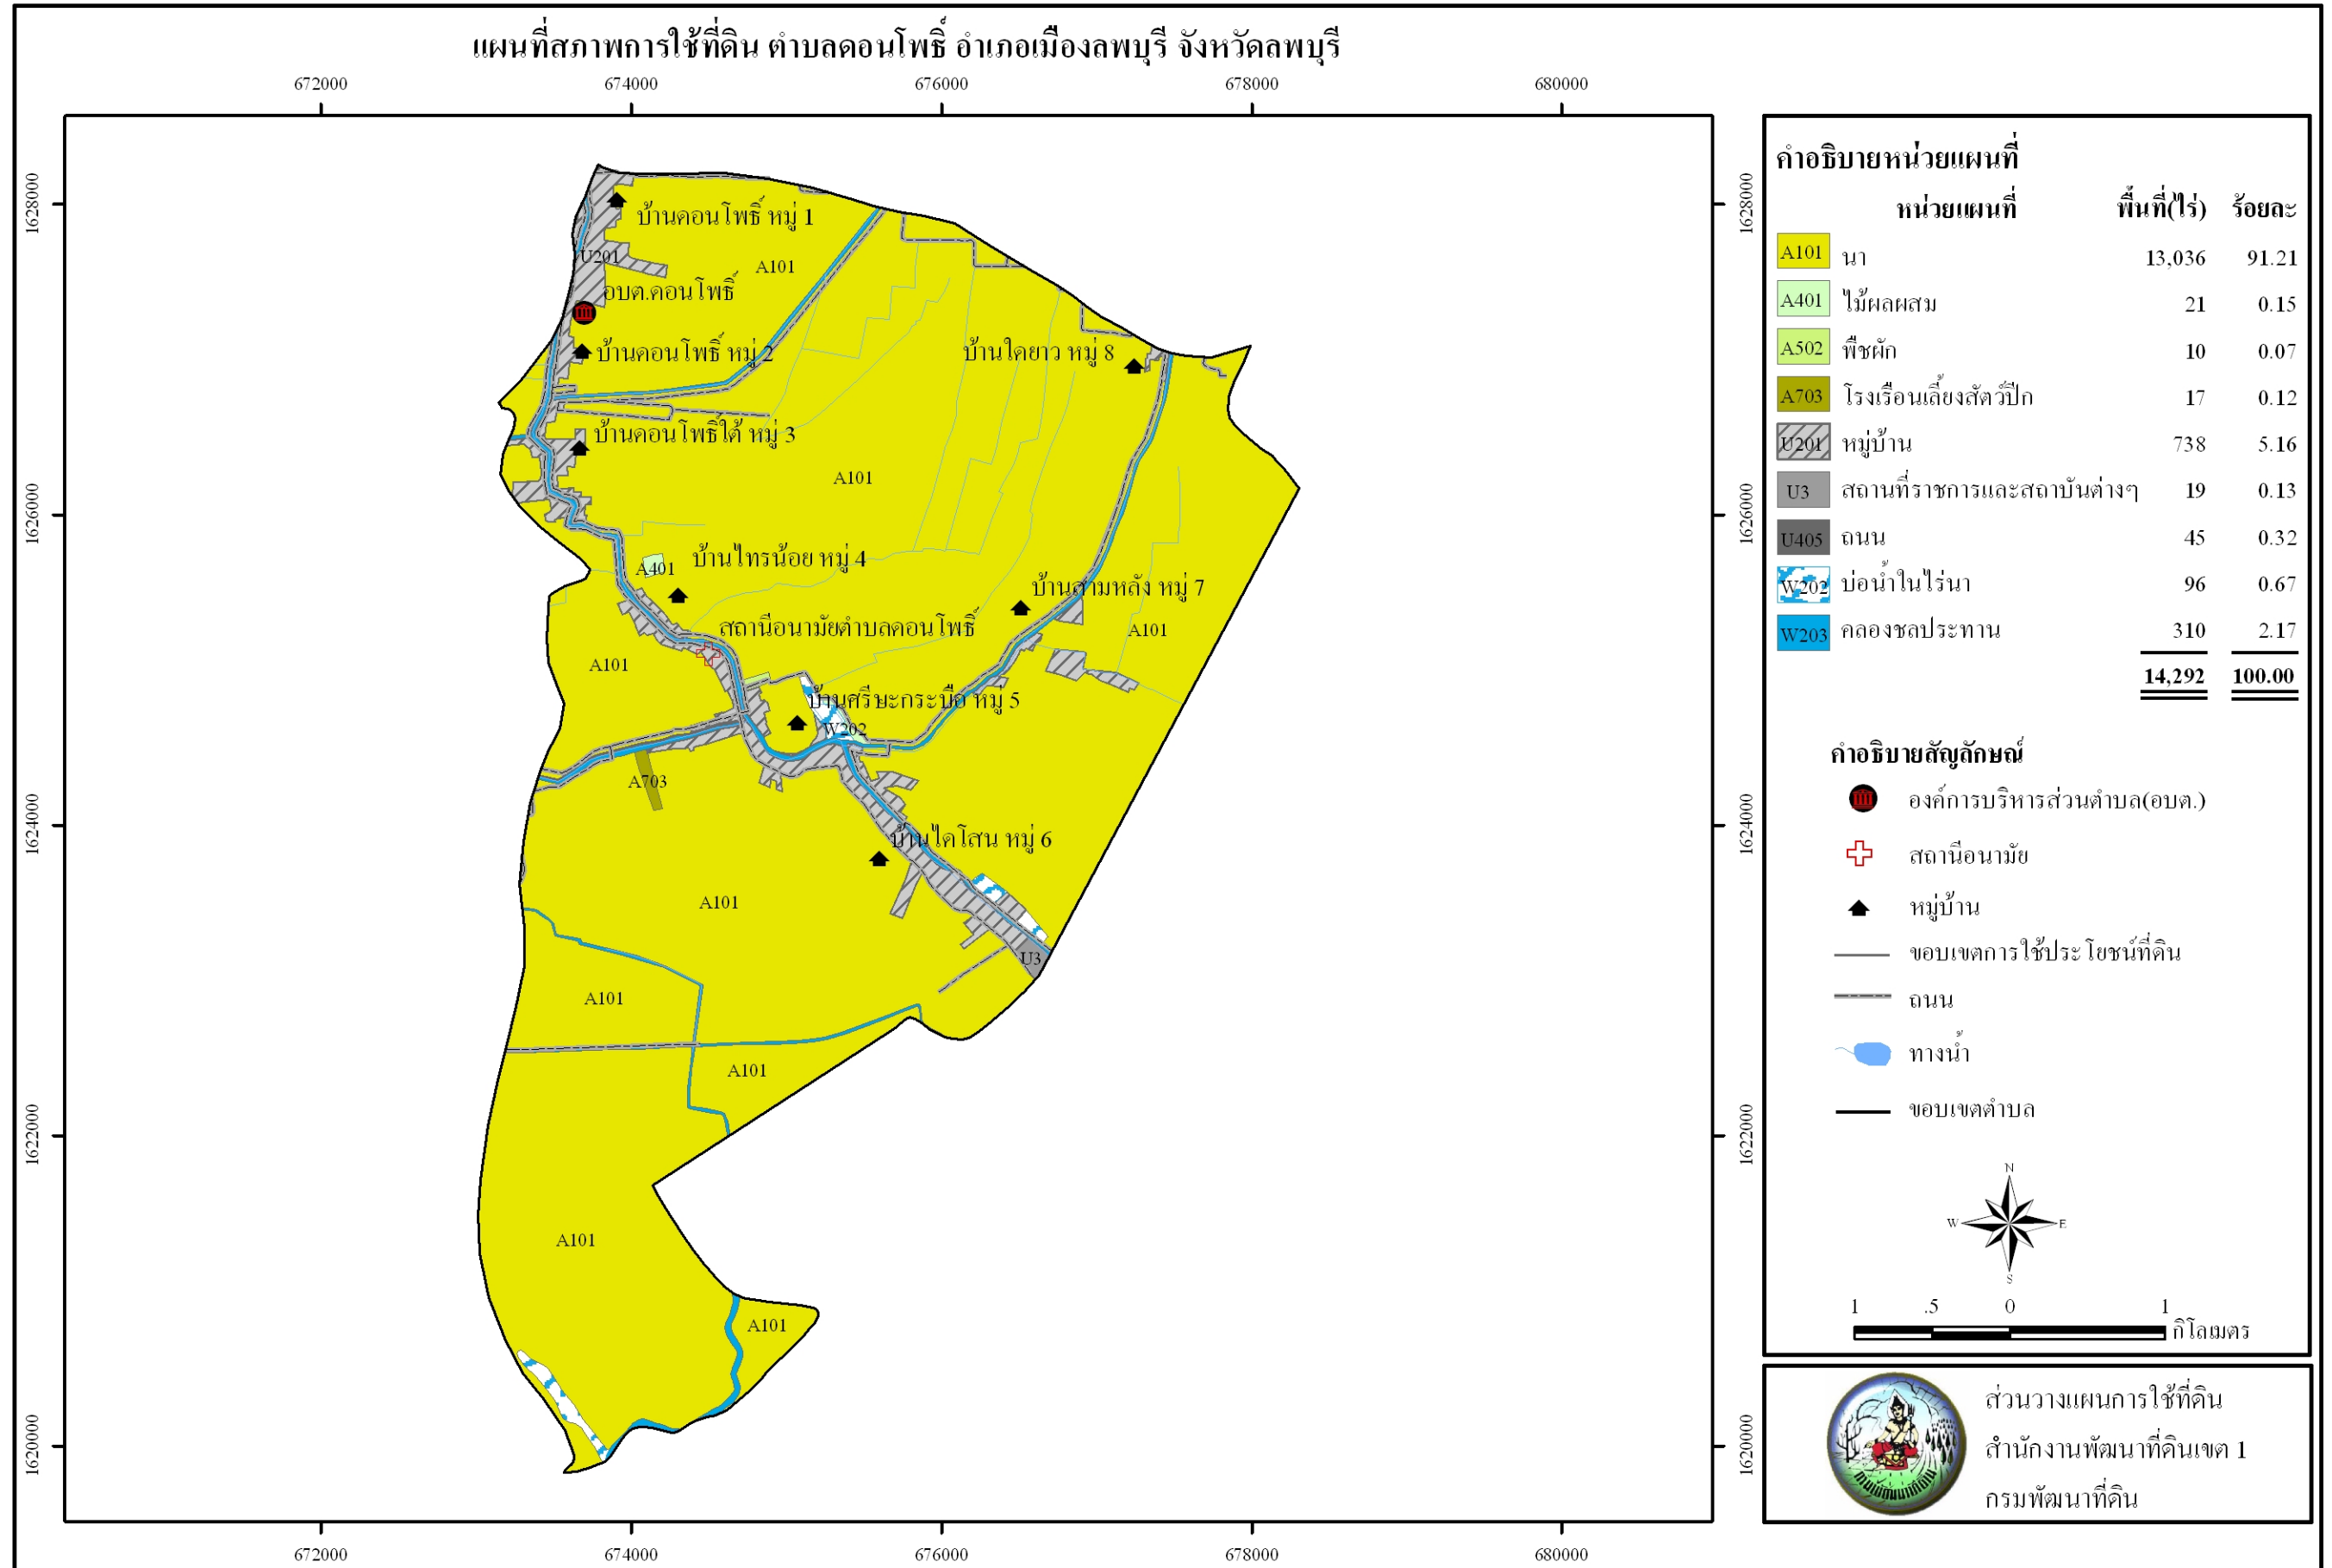 แผนที่สภาพการใช้ที่ดิน ตำบลดอนโพธิ์ อำเภอเมืองลพบุรี จังหวัดลพบุรี
672000 674000 676000 678000 680000
1628000 1628000
1626000 1626000
1624000 1624000
1622000 1622000
1620000 1620000
บ้านดอนโพธิ์ หมู่ 1
U201
A101
อบต.ดอนโพธิ์
บ้านดอนโพธิ์ หมู่ 2
บ้านใดยาว หมู่ 8
บ้านดอนโพธิ์ใต้ หมู่ 3
A101
บ้านไทรน้อย หมู่ 4
A401
บ้านสามหลัง หมู่ 7
สถานีอนามัยตำบลดอนโพธิ์
A101
A101
บ้านศรีษะกระบือ หมู่ 5
W202
A703
บ้านไดโสน หมู่ 6
A101
U3
A101
A101
A101
A101
672000 674000 676000 678000 680000
คำอธิบายหน่วยแผนที่
หน่วยแผนที่ พื้นที่(ไร่) ร้อยละ
A101 นา 13,036 91.21
A401 ไม้ผลผสม 21 0.15
A502 พืชผัก 10 0.07
A703 โรงเรือนเลี้ยงสัตว์ปีก 17 0.12
U201 หมู่บ้าน 738 5.16
U3 สถานที่ราชการและสถาบันต่างๆ 19 0.13
U405 ถนน 45 0.32
W202 บ่อน้ำในไร่นา 96 0.67
W203 คลองชลประทาน 310 2.17
14,292 100.00
คำอธิบายสัญลักษณ์
องค์การบริหารส่วนตำบล(อบต.)
สถานีอนามัย
หมู่บ้าน
ขอบเขตการใช้ประโยชน์ที่ดิน
ถนน
ทางน้ำ
ขอบเขตตำบล
N
W E
S
1 .5 0 1
กิโลเมตร
ส่วนวางแผนการใช้ที่ดิน
สำนักงานพัฒนาที่ดินเขต 1
กรมพัฒนาที่ดิน
กรมพัฒนาที่ดิน